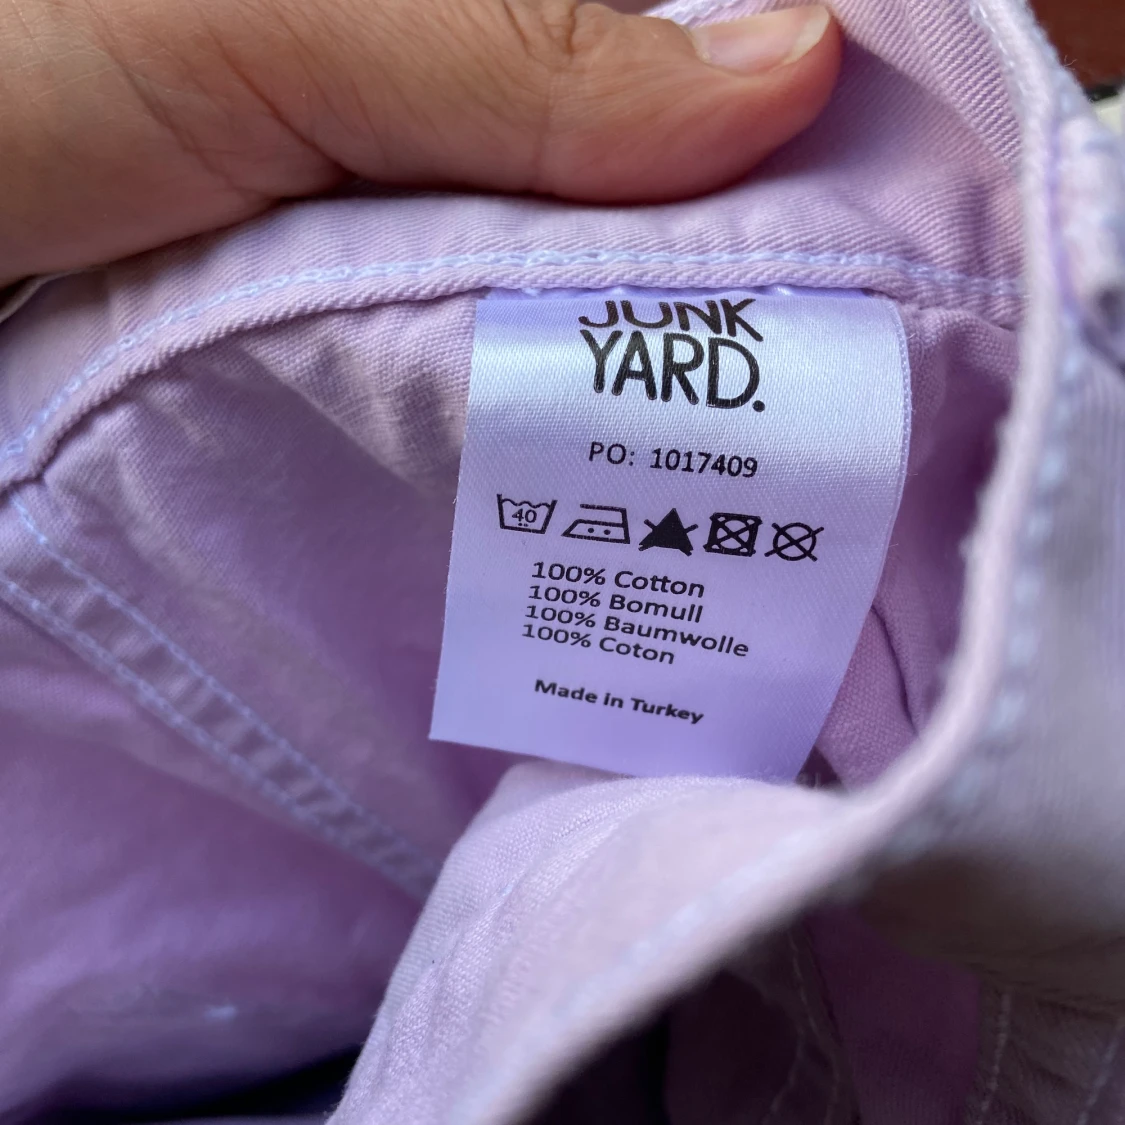 JUNK
YARD.
PO: 1017409
40
100% Cotton
100% Bomull
100% Baumwolle
100% Coton
Made in Turkey